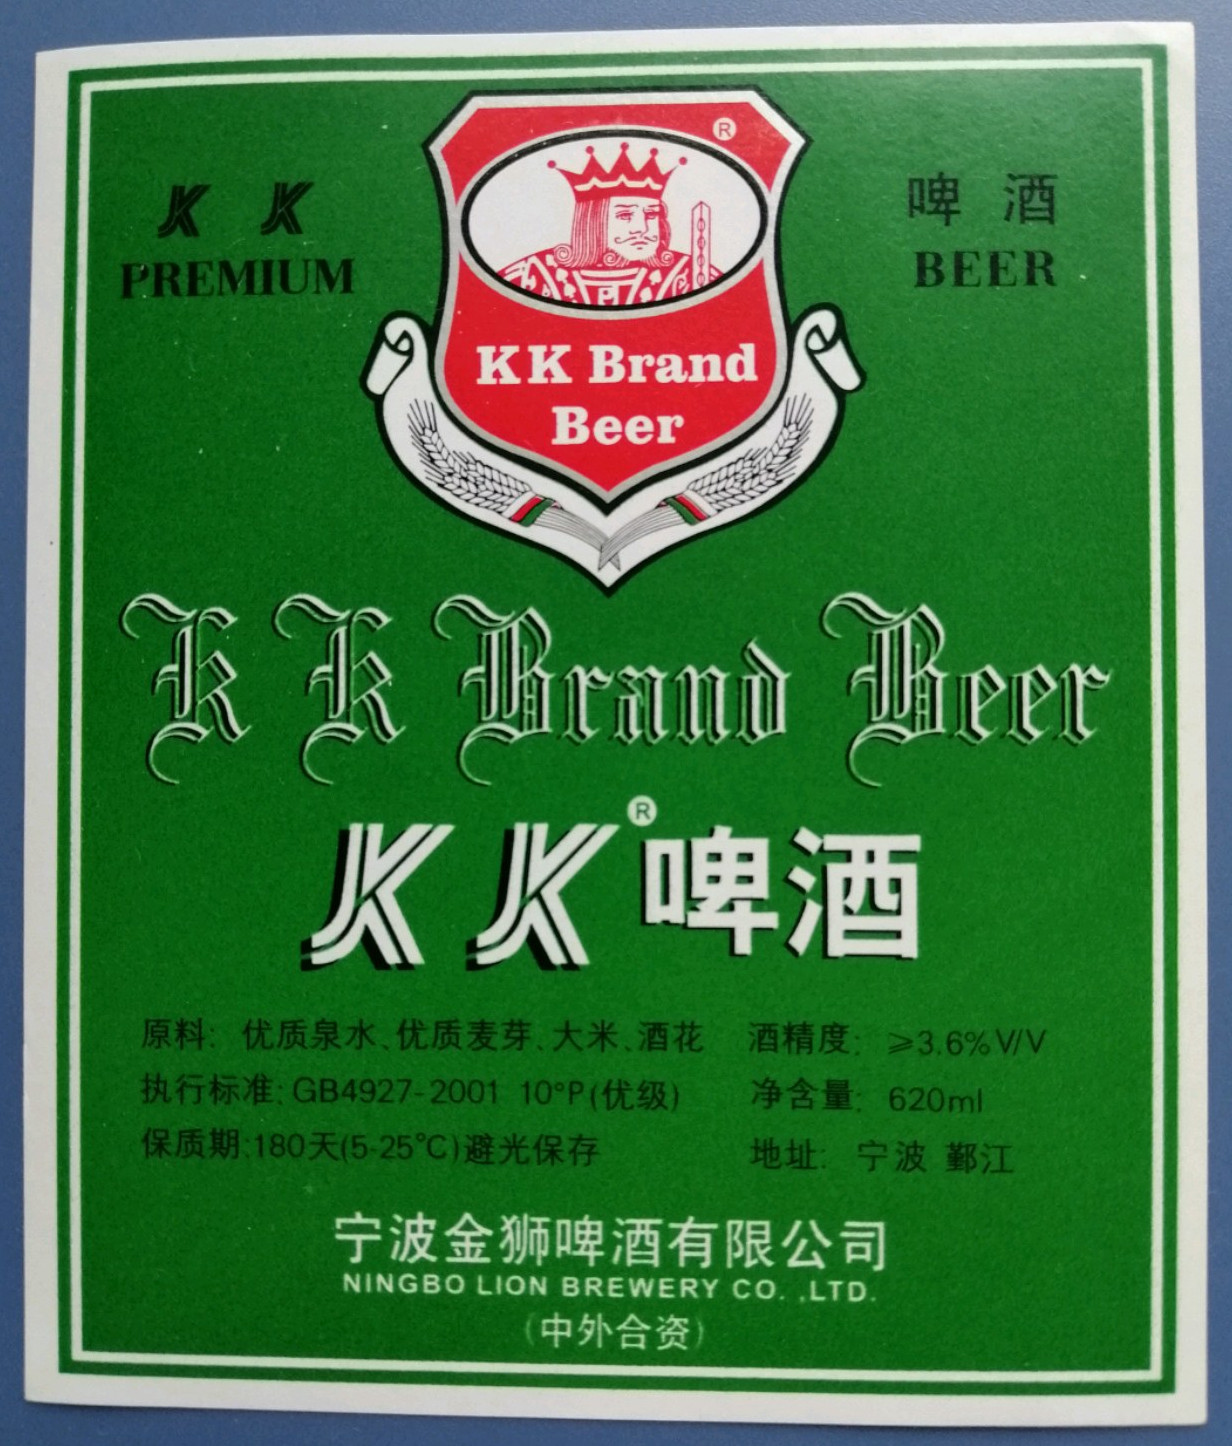 K K
PREMIUM
啤 酒
BEER
®
KK Brand
Beer
K K Brand Beer
KK®啤酒
原料: 优质泉水、优质麦芽、大米、酒花
酒精度: ≥3.6%V/V
执行标准:GB4927-2001 10°P(优级)
净含量: 620ml
保质期:180天(5-25℃)避光保存
地址: 宁波 鄞江
宁波金狮啤酒有限公司
NINGBO LION BREWERY CO. ,LTD.
(中外合资)